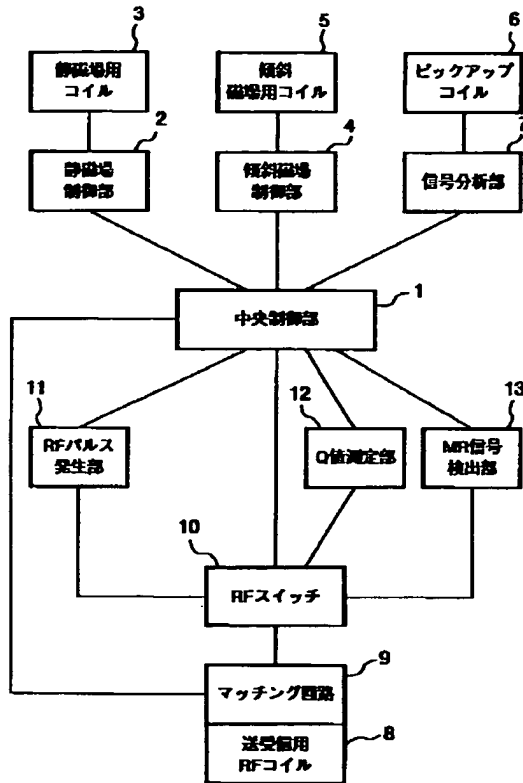 3
5
6
静磁場用
コイル
傾斜
磁場用コイル
ピックアップ
コイル
2
4
7
静磁場
制御部
傾斜磁場
制御部
信号分析部
1
中央制御部
11
12
13
RFパルス
発生部
Q値測定部
MR信号
検出部
10
RFスイッチ
9
マッチング回路
8
送受信用
RFコイル